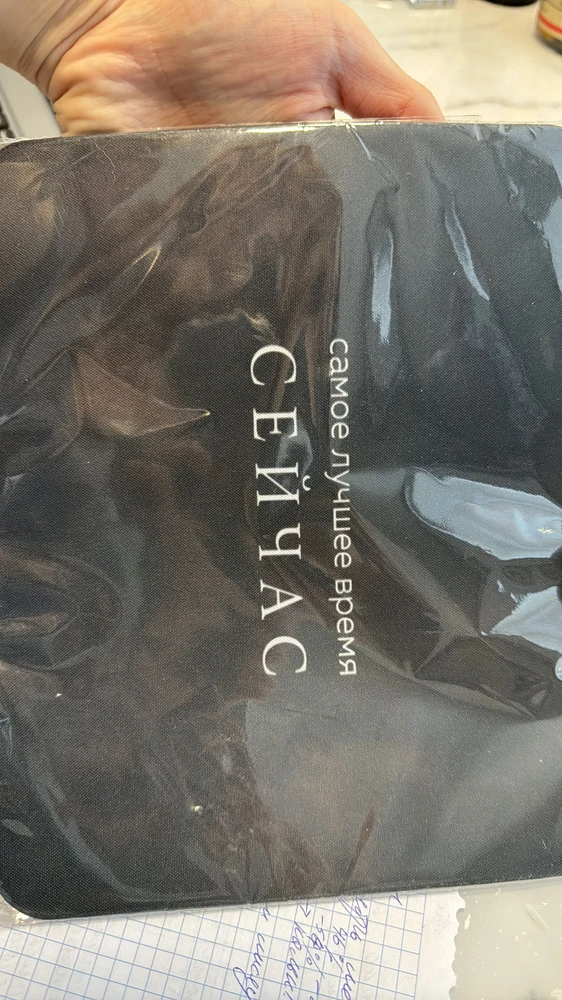 самое лучшее время
СЕЙЧАС